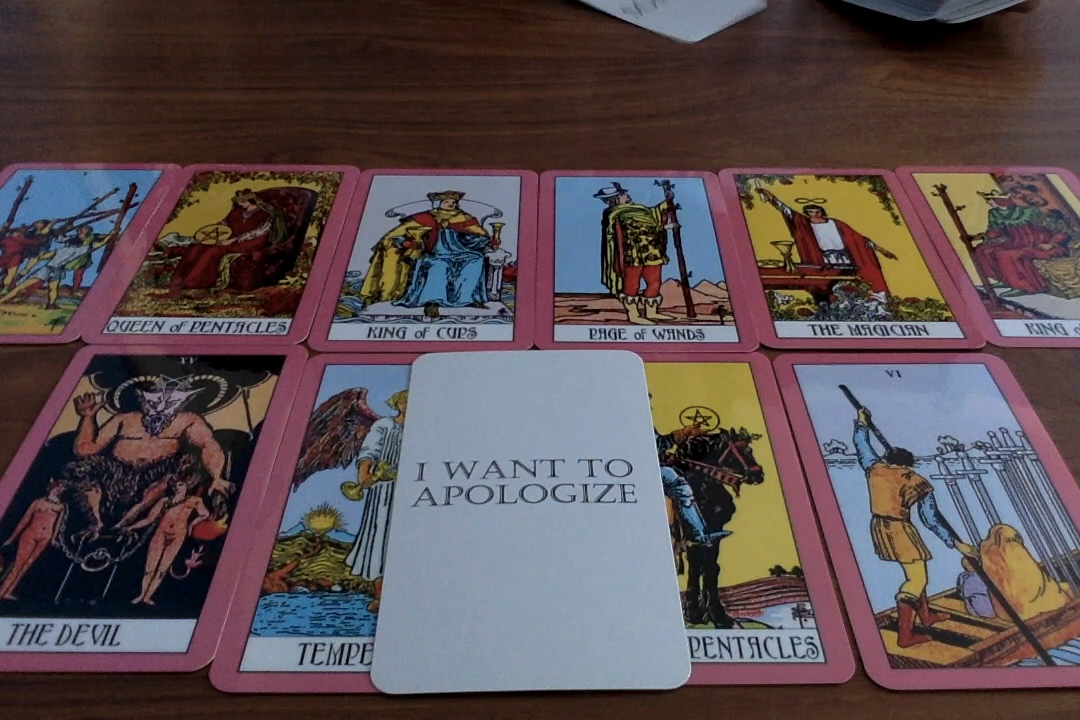 QUEEN of PENTACLES
KING of CUPS
PAGE of WANDS
I
THE MAGICIAN
KING
XV
THE DEVIL
TEMPE
I WANT TO
APOLOGIZE
PENTACLES
VI